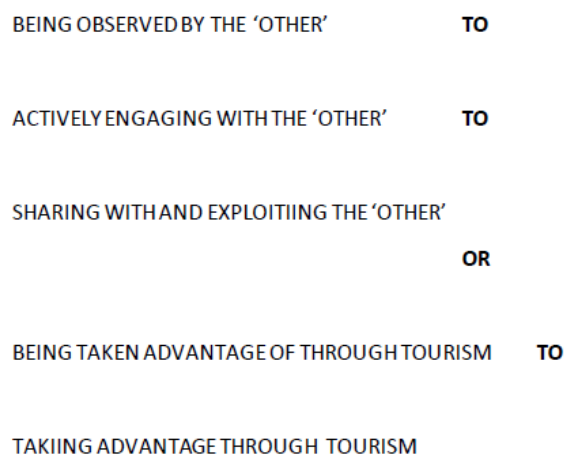 BEING OBSERVED BY THE ‘OTHER’ TO
ACTIVELY ENGAGING WITH THE ‘OTHER’ TO
SHARING WITH AND EXPLOITIING THE ‘OTHER’
OR
BEING TAKEN ADVANTAGE OF THROUGH TOURISM TO
TAKIING ADVANTAGE THROUGH TOURISM